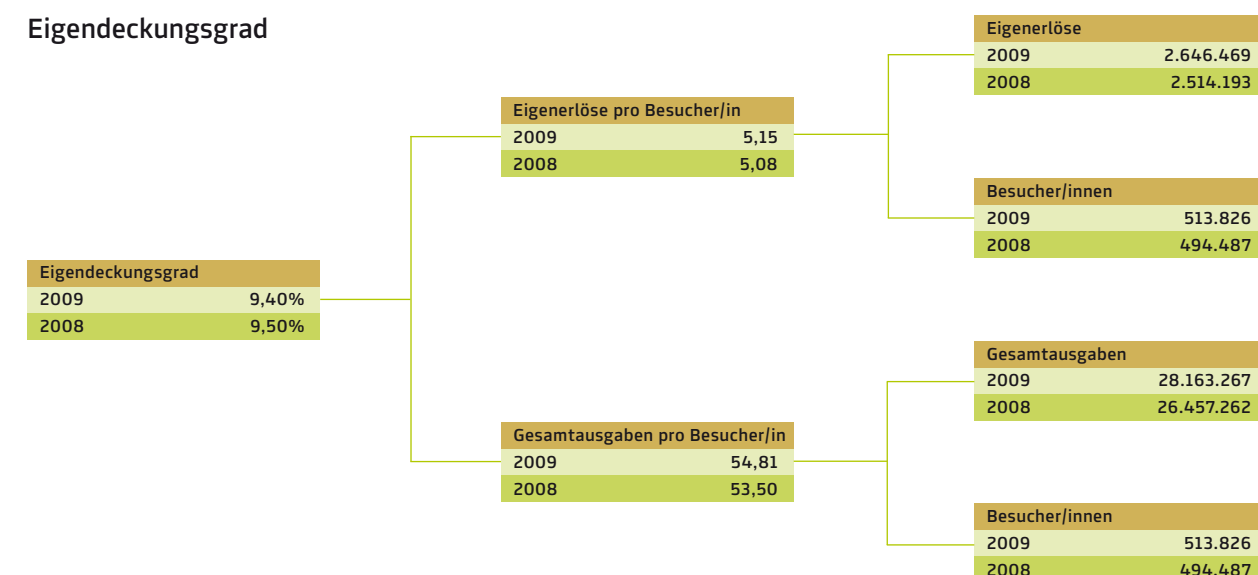 Eigendeckungsgrad
Eigenerlöse
2009 2.646.469
2008 2.514.193
Eigenerlöse pro Besucher/in
2009 5,15
2008 5,08
Besucher/innen
2009 513.826
2008 494.487
Eigendeckungsgrad
2009 9,40%
2008 9,50%
Gesamtausgaben
2009 28.163.267
2008 26.457.262
Gesamtausgaben pro Besucher/in
2009 54,81
2008 53,50
Besucher/innen
2009 513.826
2008 494.487